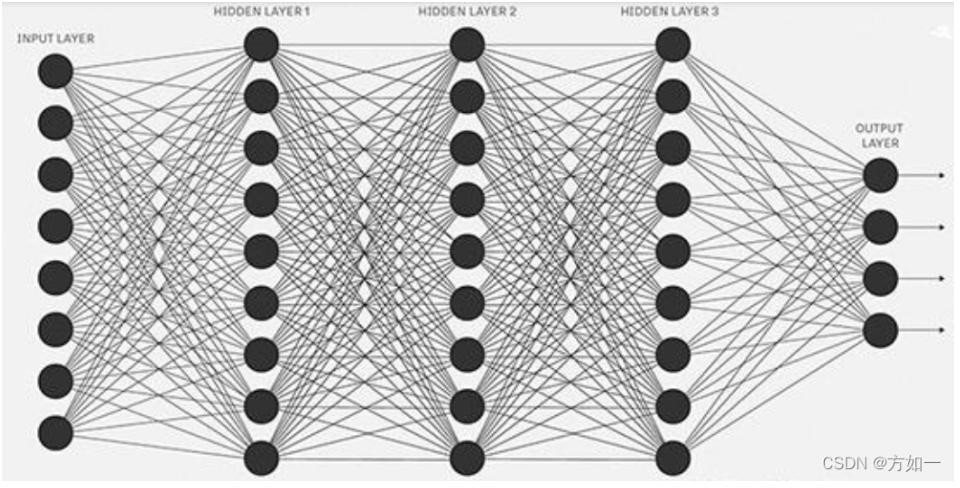 HIDDEN LAYER 1
HIDDEN LAYER 2
HIDDEN LAYER 3
INPUT LAYER
OUTPUT
LAYER
CSDN @方如一